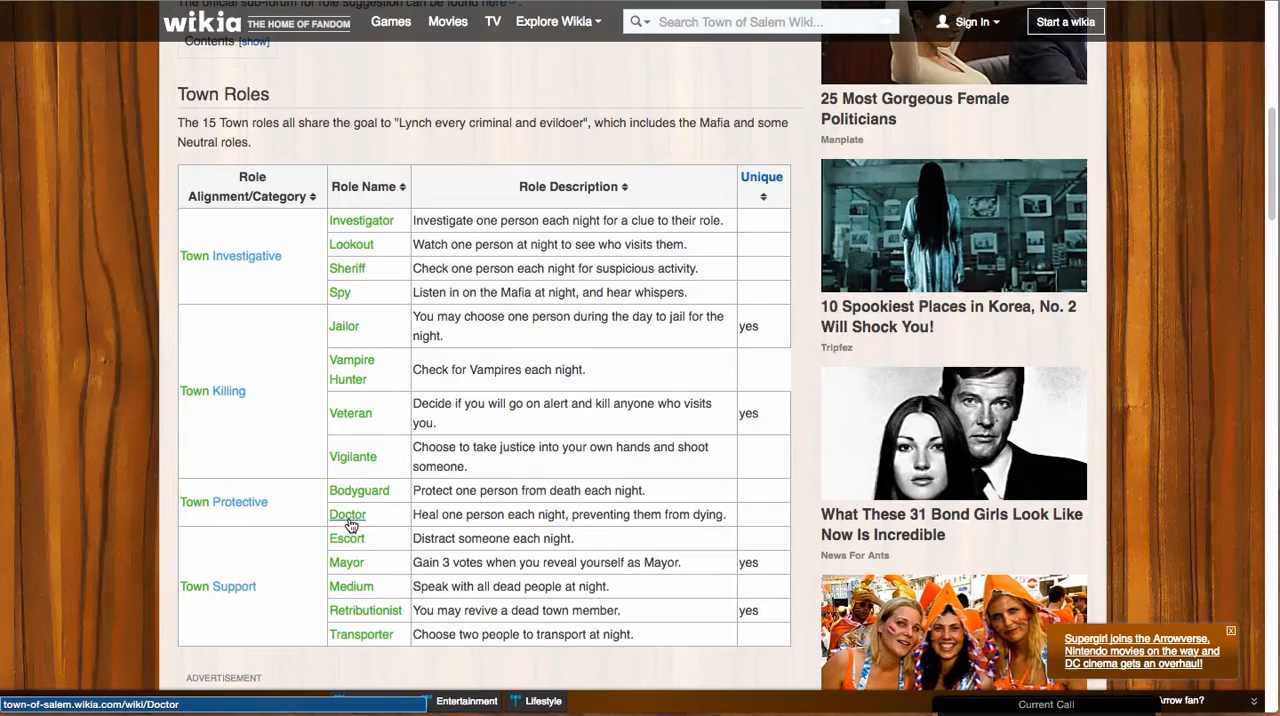 The official sub-forum for role suggestion can be found here
wikia THE HOME OF FANDOM Games Movies TV Explore Wikia Search Town of Salem Wiki... Sign In Start a wikia
Contents [show]
Town Roles
The 15 Town roles all share the goal to "Lynch every criminal and evildoer", which includes the Mafia and some
Neutral roles.
Role
Alignment/Category
Role Name
Role Description
Unique
Town Investigative
Investigator Investigate one person each night for a clue to their role.
Lookout Watch one person at night to see who visits them.
Sheriff Check one person each night for suspicious activity.
Spy Listen in on the Mafia at night, and hear whispers.
Town Killing
Jailor You may choose one person during the day to jail for the
night.
yes
Vampire
Hunter
Check for Vampires each night.
Veteran Decide if you will go on alert and kill anyone who visits
you.
yes
Vigilante Choose to take justice into your own hands and shoot
someone.
Town Protective
Bodyguard Protect one person from death each night.
Doctor Heal one person each night, preventing them from dying.
Town Support
Escort Distract someone each night.
Mayor Gain 3 votes when you reveal yourself as Mayor. yes
Medium Speak with all dead people at night.
Retributionist You may revive a dead town member. yes
Transporter Choose two people to transport at night.
ADVERTISEMENT
25 Most Gorgeous Female
Politicians
Manplate
10 Spookiest Places in Korea, No. 2
Will Shock You!
Tripfez
What These 31 Bond Girls Look Like
Now Is Incredible
News For Ants
Supergirl joins the Arrowverse,
Nintendo movies on the way and
DC cinema gets an overhaul!
town-of-salem.wikia.com/wiki/Doctor
Entertainment Lifestyle
Current Call
rrow fan?